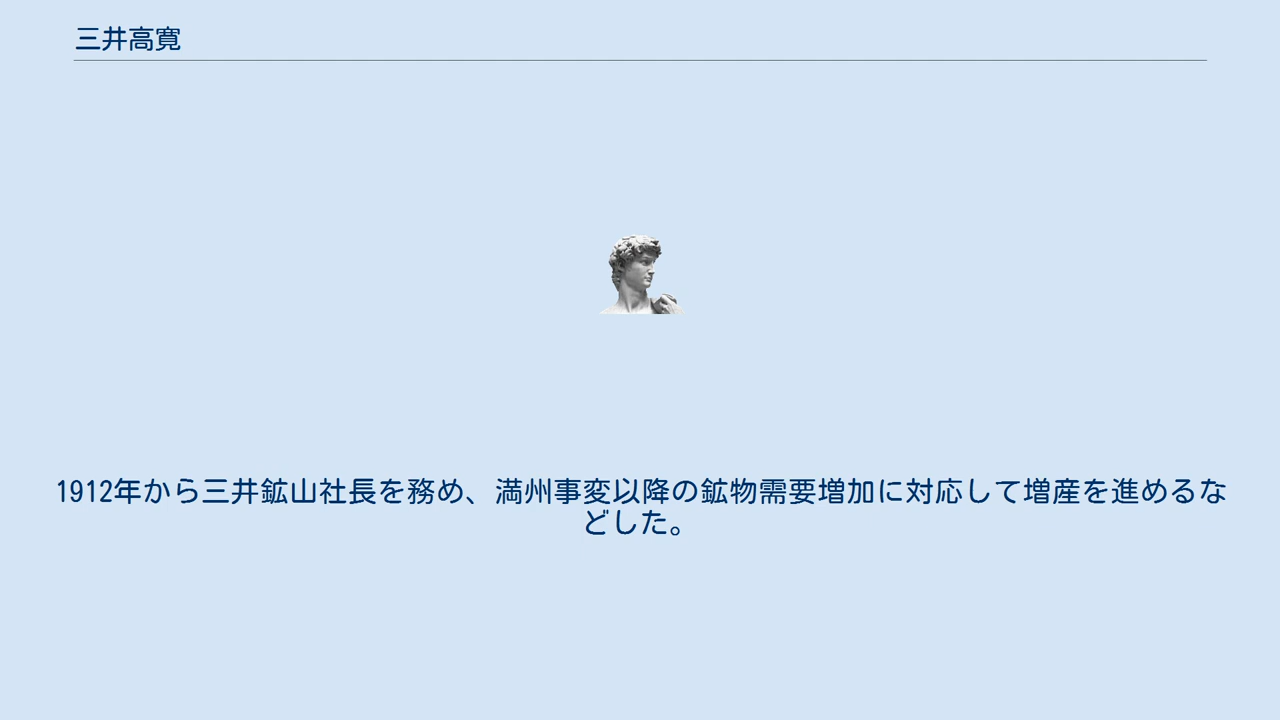 三井高寛
1912年から三井鉱山社長を務め、満州事変以降の鉱物需要増加に対応して増産を進めるな
どした。